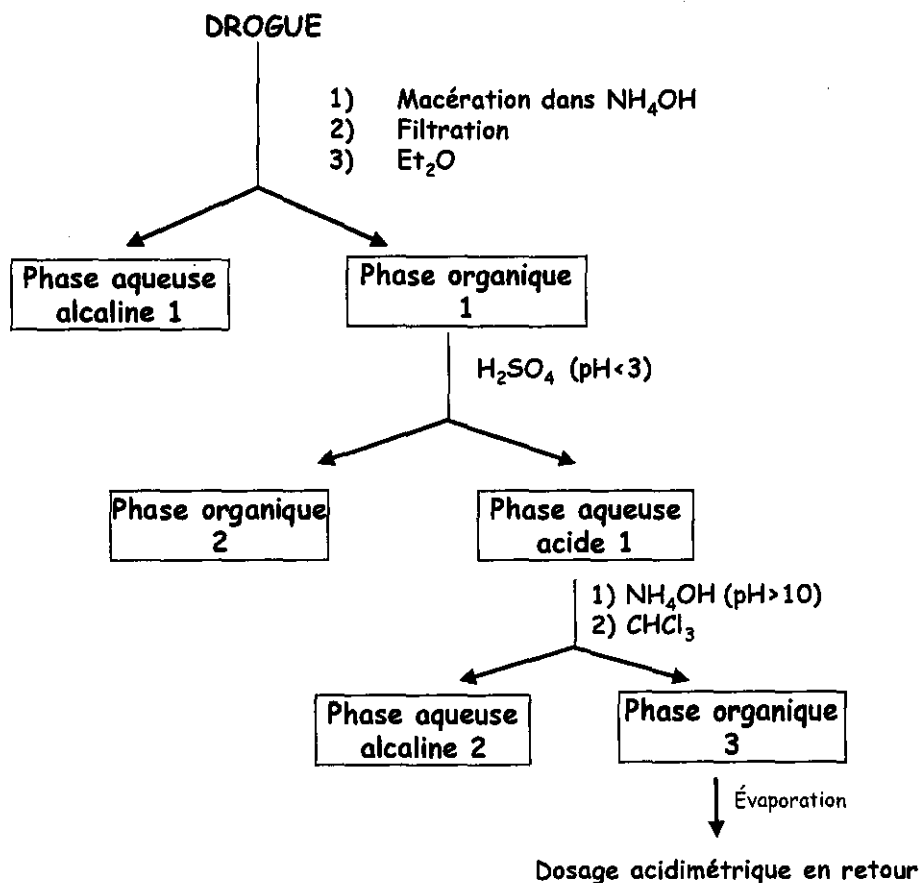 DROGUE
1) Macération dans NH₄OH
2) Filtration
3) Et₂O
Phase aqueuse
alcaline 1
Phase organique
1
H₂SO₄ (pH<3)
Phase organique
2
Phase aqueuse
acide 1
1) NH₄OH (pH>10)
2) CHCl₃
Phase aqueuse
alcaline 2
Phase organique
3
Évaporation
Dosage acidimétrique en retour